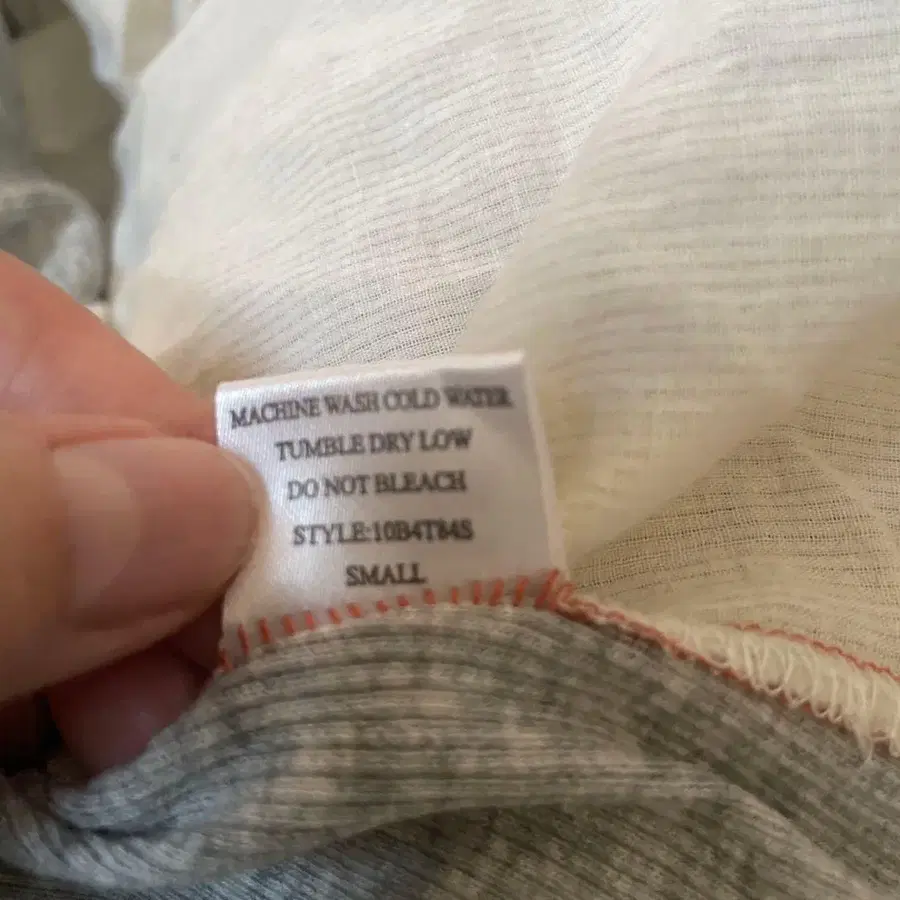 MACHINE WASH COLD WATER
TUMBLE DRY LOW
DO NOT BLEACH
STYLE:10B4T84S
SMALL